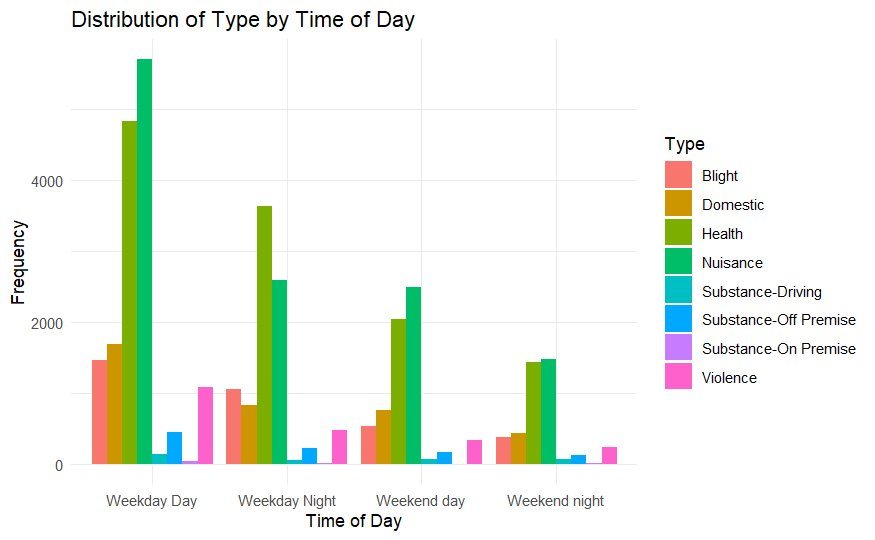 Distribution of Type by Time of Day
Frequency
4000
2000
0
Weekday Day
Weekday Night
Weekend day
Weekend night
Time of Day
Type
Blight
Domestic
Health
Nuisance
Substance-Driving
Substance-Off Premise
Substance-On Premise
Violence